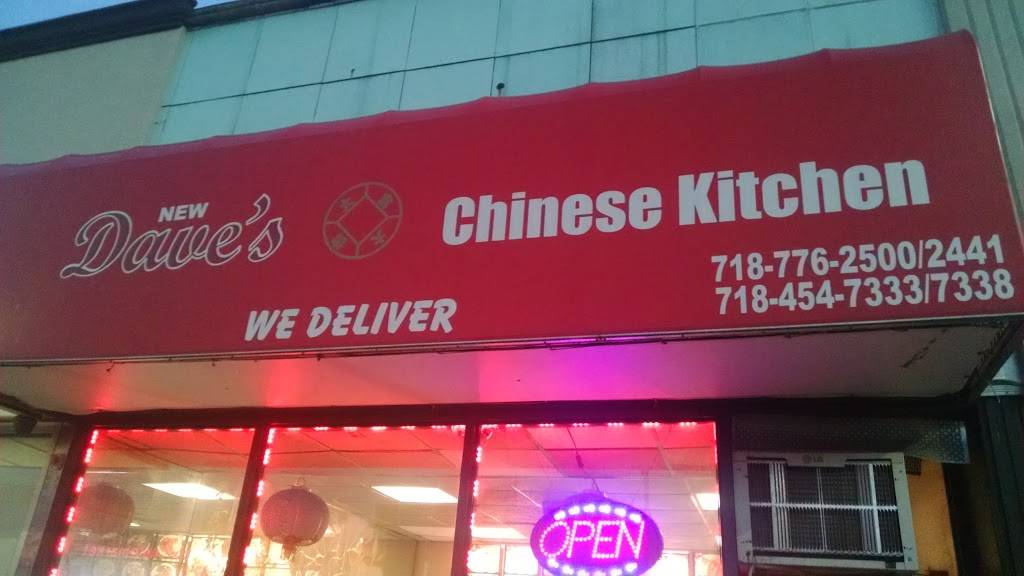 NEW
Dave's
Chinese Kitchen
718-776-2500/2441
718-454-7333/7338
WE DELIVER
OPEN
LG